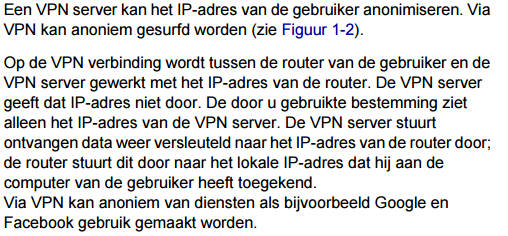 Een VPN server kan het IP-adres van de gebruiker anonimiseren. Via
VPN kan anoniem gesurfd worden (zie Figuur 1-2).
Op de VPN verbinding wordt tussen de router van de gebruiker en de
VPN server gewerkt met het IP-adres van de router. De VPN server
geeft dat IP-adres niet door. De door u gebruikte bestemming ziet
alleen het IP-adres van de VPN server. De VPN server stuurt
ontvangen data weer versleuteld naar het IP-adres van de router door;
de router stuurt dit door naar het lokale IP-adres dat hij aan de
computer van de gebruiker heeft toegekend.
Via VPN kan anoniem van diensten als bijvoorbeeld Google en
Facebook gebruik gemaakt worden.